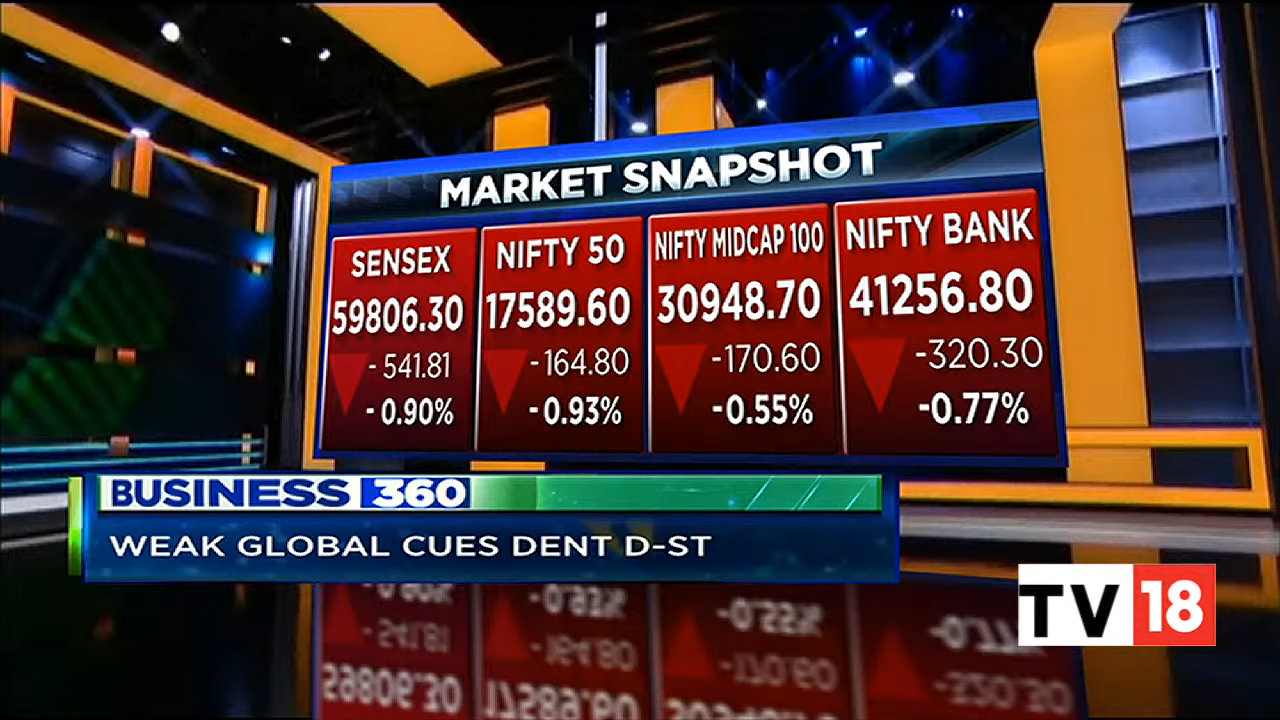 MARKET SNAPSHOT
SENSEX
59806.30
- 541.81
- 0.90%
NIFTY 50
17589.60
-164.80
-0.93%
NIFTY MIDCAP 100
30948.70
-170.60
-0.55%
NIFTY BANK
41256.80
-320.30
-0.77%
BUSINESS 360
WEAK GLOBAL CUES DENT D-ST
TV18